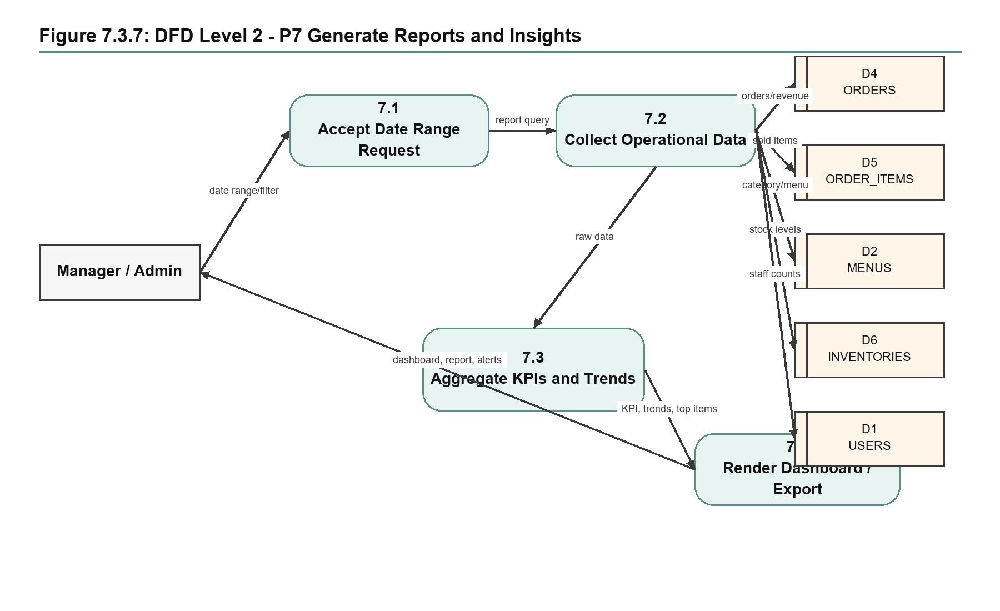 Figure 7.3.7: DFD Level 2 - P7 Generate Reports and Insights
D4
ORDERS
orders/revenue
7.1
Accept Date Range
Request
report query
7.2
Collect Operational Data
sold items
D5
ORDER_ITEMS
category/menu
date range/filter
stock levels
raw data
D2
MENUS
Manager / Admin
staff counts
D6
INVENTORIES
dashboard, report, alerts
7.3
Aggregate KPIs and Trends
KPI, trends, top items
D1
USERS
7
Render Dashboard /
Export